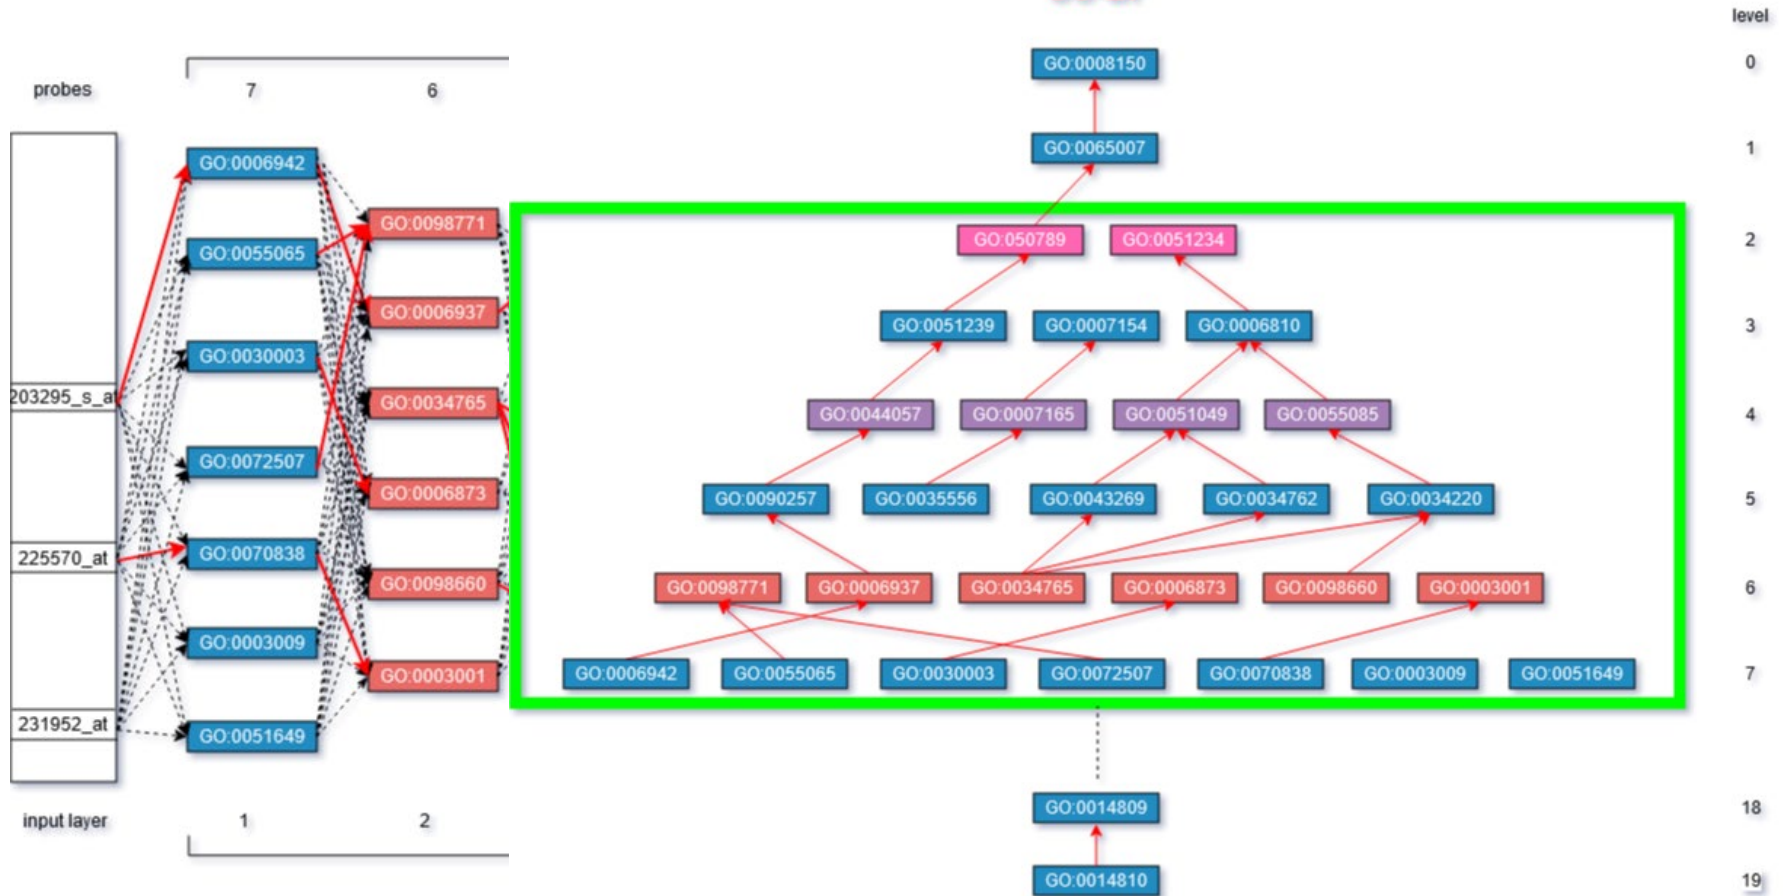 level
GO:0008150
0
probes
7
6
GO:0065007
1
GO:0006942
GO:0098771
GO:050789
GO:0051234
2
GO:0055065
GO:0006937
GO:0051239
GO:0007154
GO:0006810
3
GO:0030003
203295_s_at
GO:0034765
GO:0044057
GO:0007165
GO:0051049
GO:0055085
4
GO:0072507
GO:0006873
GO:0090257
GO:0035556
GO:0043269
GO:0034762
GO:0034220
5
225570_at
GO:0070838
GO:0098660
GO:0098771
GO:0006937
GO:0034765
GO:0006873
GO:0098660
GO:0003001
6
GO:0003009
GO:0003001
GO:0006942
GO:0055065
GO:0030003
GO:0072507
GO:0070838
GO:0003009
GO:0051649
7
231952_at
GO:0051649
input layer
1
2
GO:0014809
18
GO:0014810
19